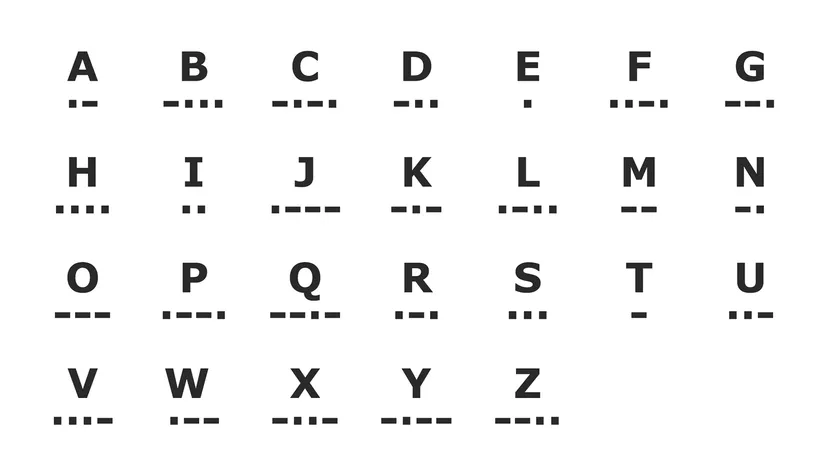 A B C D E F G
.- -... -.-. -.. . ..-. --.
H I J K L M N
.... .. .--- -.- .-.. -- -.
O P Q R S T U
--- .--. --.- .-. ... - ..-
V W X Y Z
...- .-- -..- -.-- --..